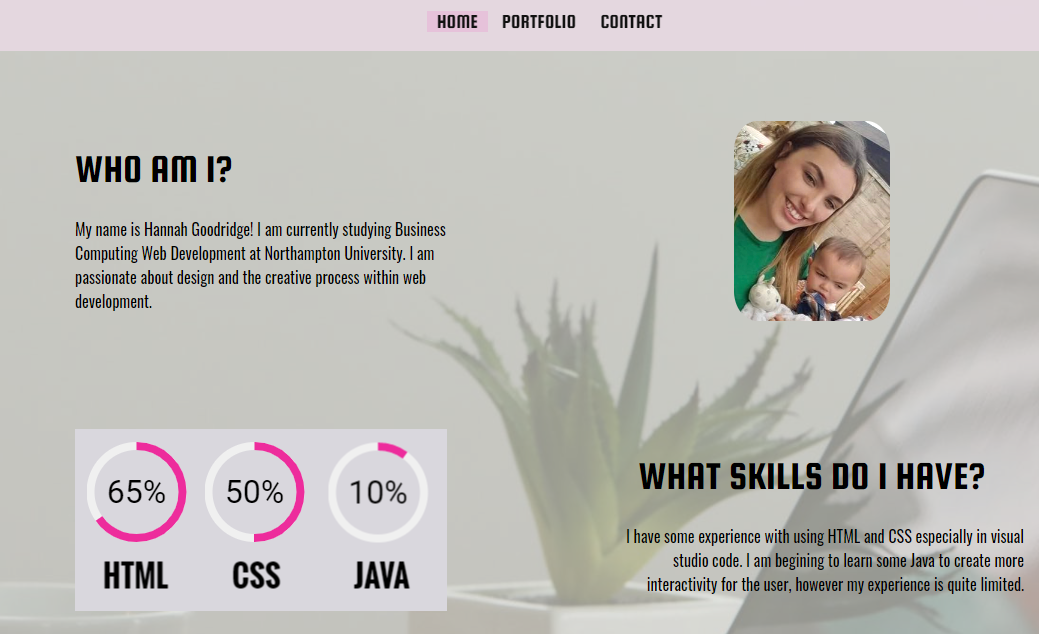 HOME PORTFOLIO CONTACT
WHO AM I?
My name is Hannah Goodridge! I am currently studying Business
Computing Web Development at Northampton University. I am
passionate about design and the creative process within web
development.
65% 50% 10%
HTML CSS JAVA
WHAT SKILLS DO I HAVE?
I have some experience with using HTML and CSS especially in visual
studio code. I am begining to learn some Java to create more
interactivity for the user, however my experience is quite limited.